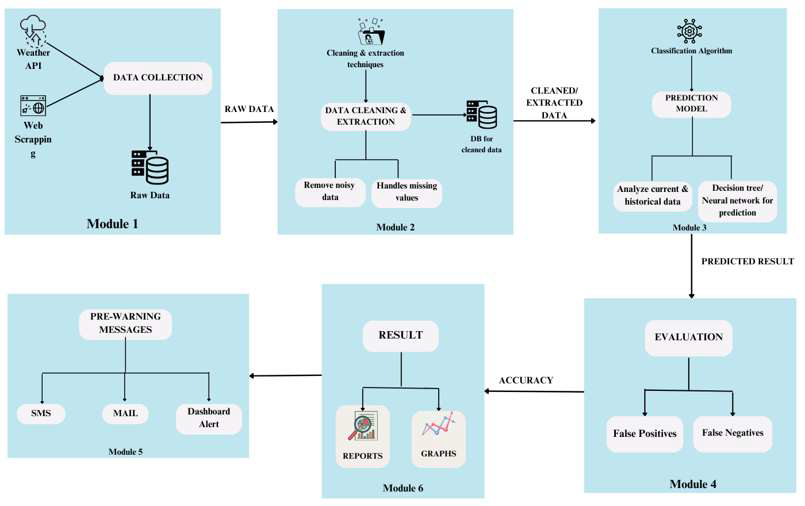 Weather
API
Web
Scrappin
g
DATA COLLECTION
Raw Data
Module 1
RAW DATA
Cleaning & extraction
techniques
DATA CLEANING &
EXTRACTION
DB for
cleaned data
Remove noisy
data
Handles missing
values
Module 2
CLEANED/
EXTRACTED
DATA
Classification Algorithm
PREDICTION
MODEL
Analyze current &
historical data
Decision tree/
Neural network for
prediction
Module 3
PREDICTED RESULT
EVALUATION
False Positives
False Negatives
Module 4
ACCURACY
RESULT
REPORTS
GRAPHS
Module 6
PRE-WARNING
MESSAGES
SMS
MAIL
Dashboard
Alert
Module 5